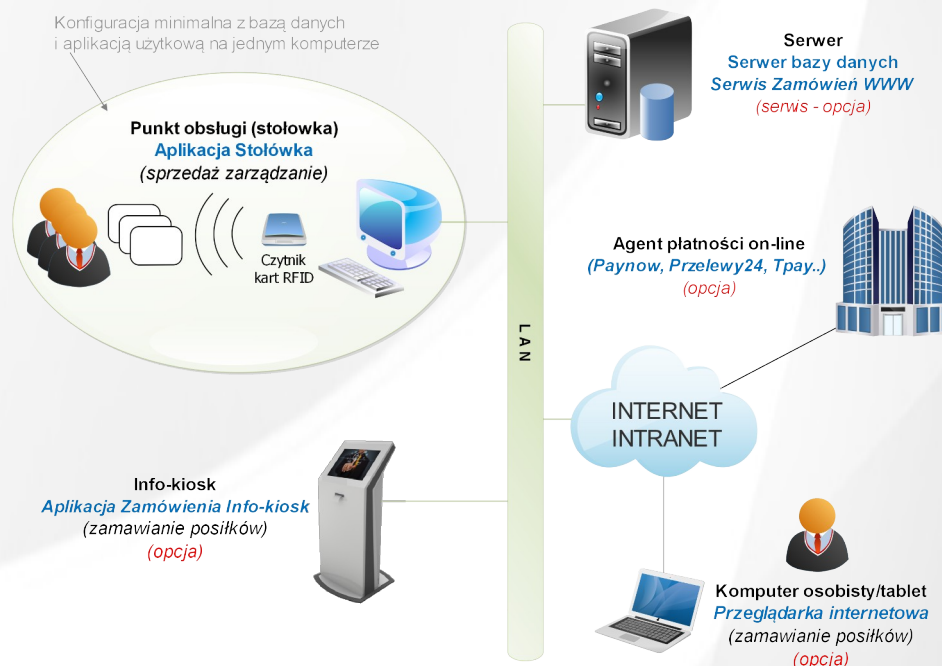 Konfiguracja minimalna z bazą danych
i aplikacją użytkową na jednym komputerze
Punkt obsługi (stołowka)
Aplikacja Stołówka
(sprzedaż zarządzanie)
Czytnik
kart RFID
Serwer
Serwer bazy danych
Serwis Zamówień WWW
(serwis - opcja)
Agent płatności on-line
(Paynow, Przelewy24, Tpay..)
(opcja)
LAN
INTERNET
INTRANET
Info-kiosk
Aplikacja Zamówienia Info-kiosk
(zamawianie posiłków)
(opcja)
Komputer osobisty/tablet
Przeglądarka internetowa
(zamawianie posiłków)
(opcja)